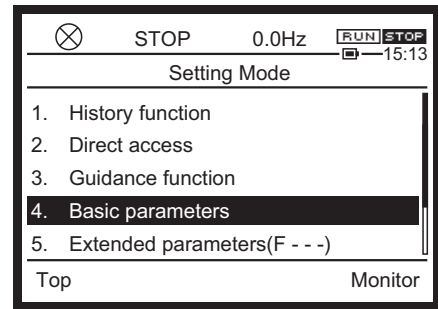 STOP 0.0Hz RUN STOP
15:13
Setting Mode
1. History function
2. Direct access
3. Guidance function
4. Basic parameters
5. Extended parameters(F - - -)
Top Monitor